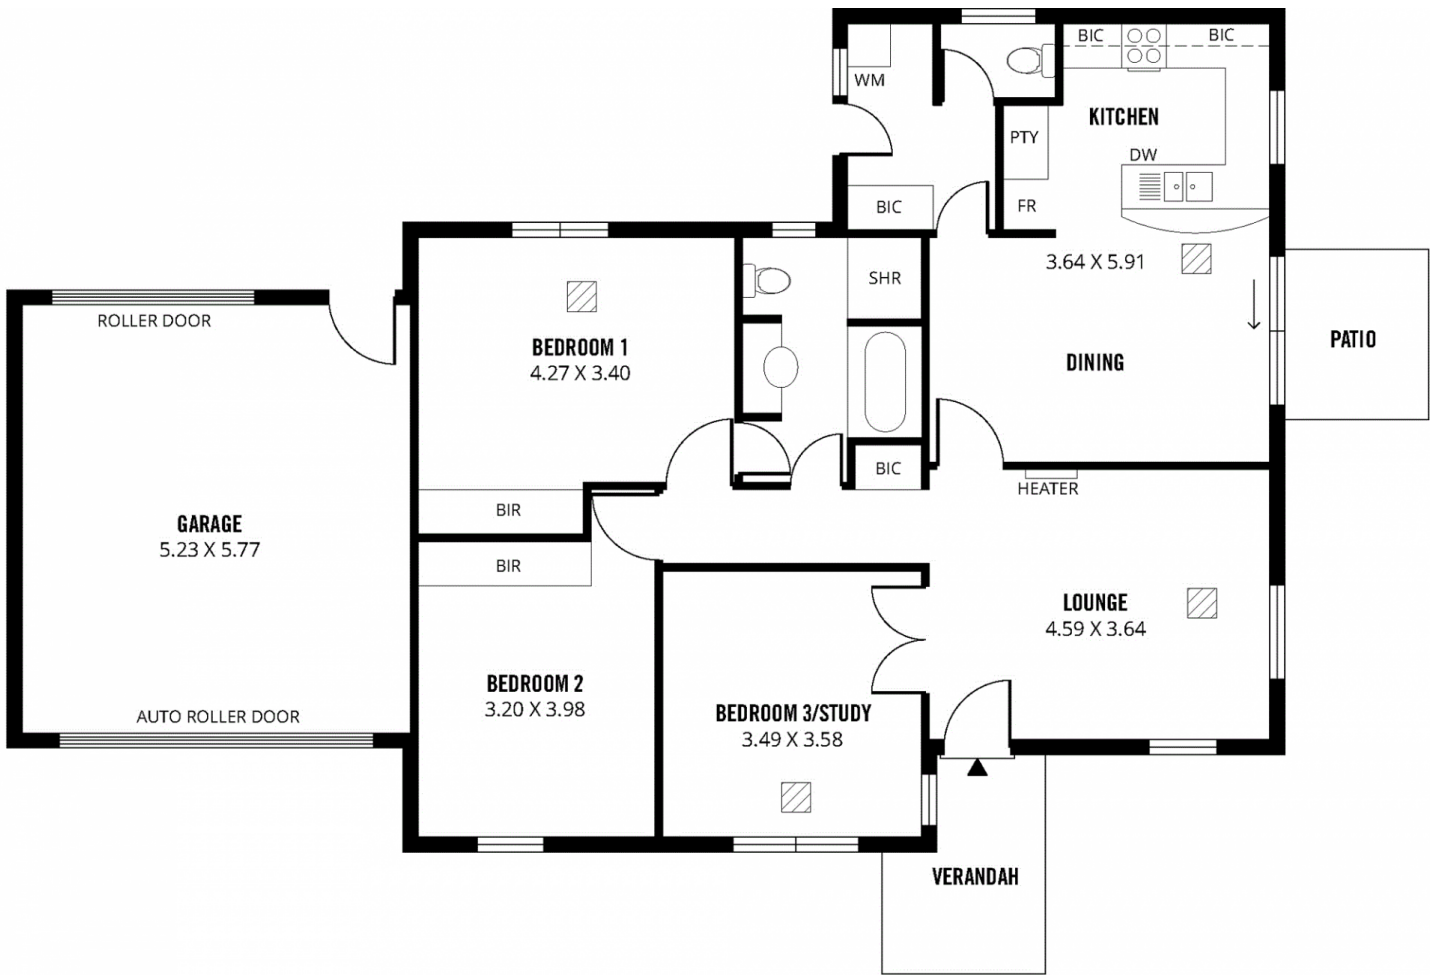 BIC
BIC
WM
KITCHEN
PTY
DW
BIC
FR
3.64 X 5.91
SHR
ROLLER DOOR
BEDROOM 1
4.27 X 3.40
PATIO
DINING
BIC
HEATER
BIR
GARAGE
5.23 X 5.77
BIR
LOUNGE
4.59 X 3.64
BEDROOM 2
3.20 X 3.98
AUTO ROLLER DOOR
BEDROOM 3/STUDY
3.49 X 3.58
VERANDAH